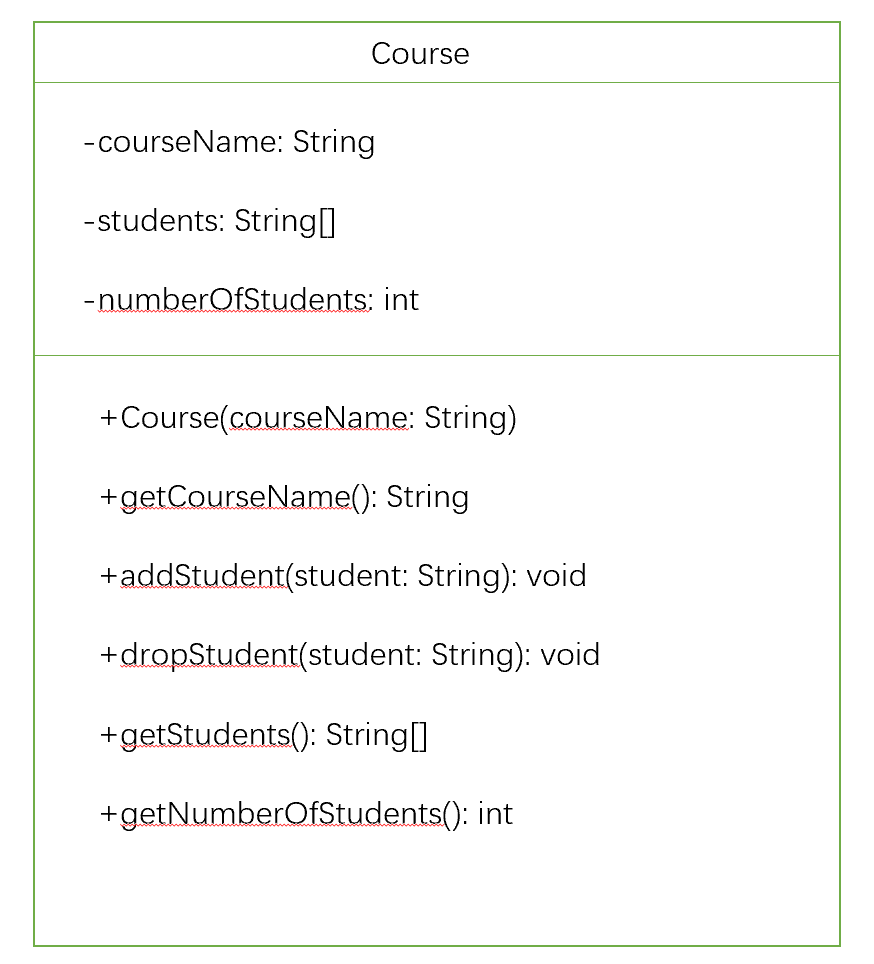 Course
-courseName: String
-students: String[]
-numberOfStudents: int
+Course(courseName: String)
+getCourseName(): String
+addStudent(student: String): void
+dropStudent(student: String): void
+getStudents(): String[]
+getNumberOfStudents(): int